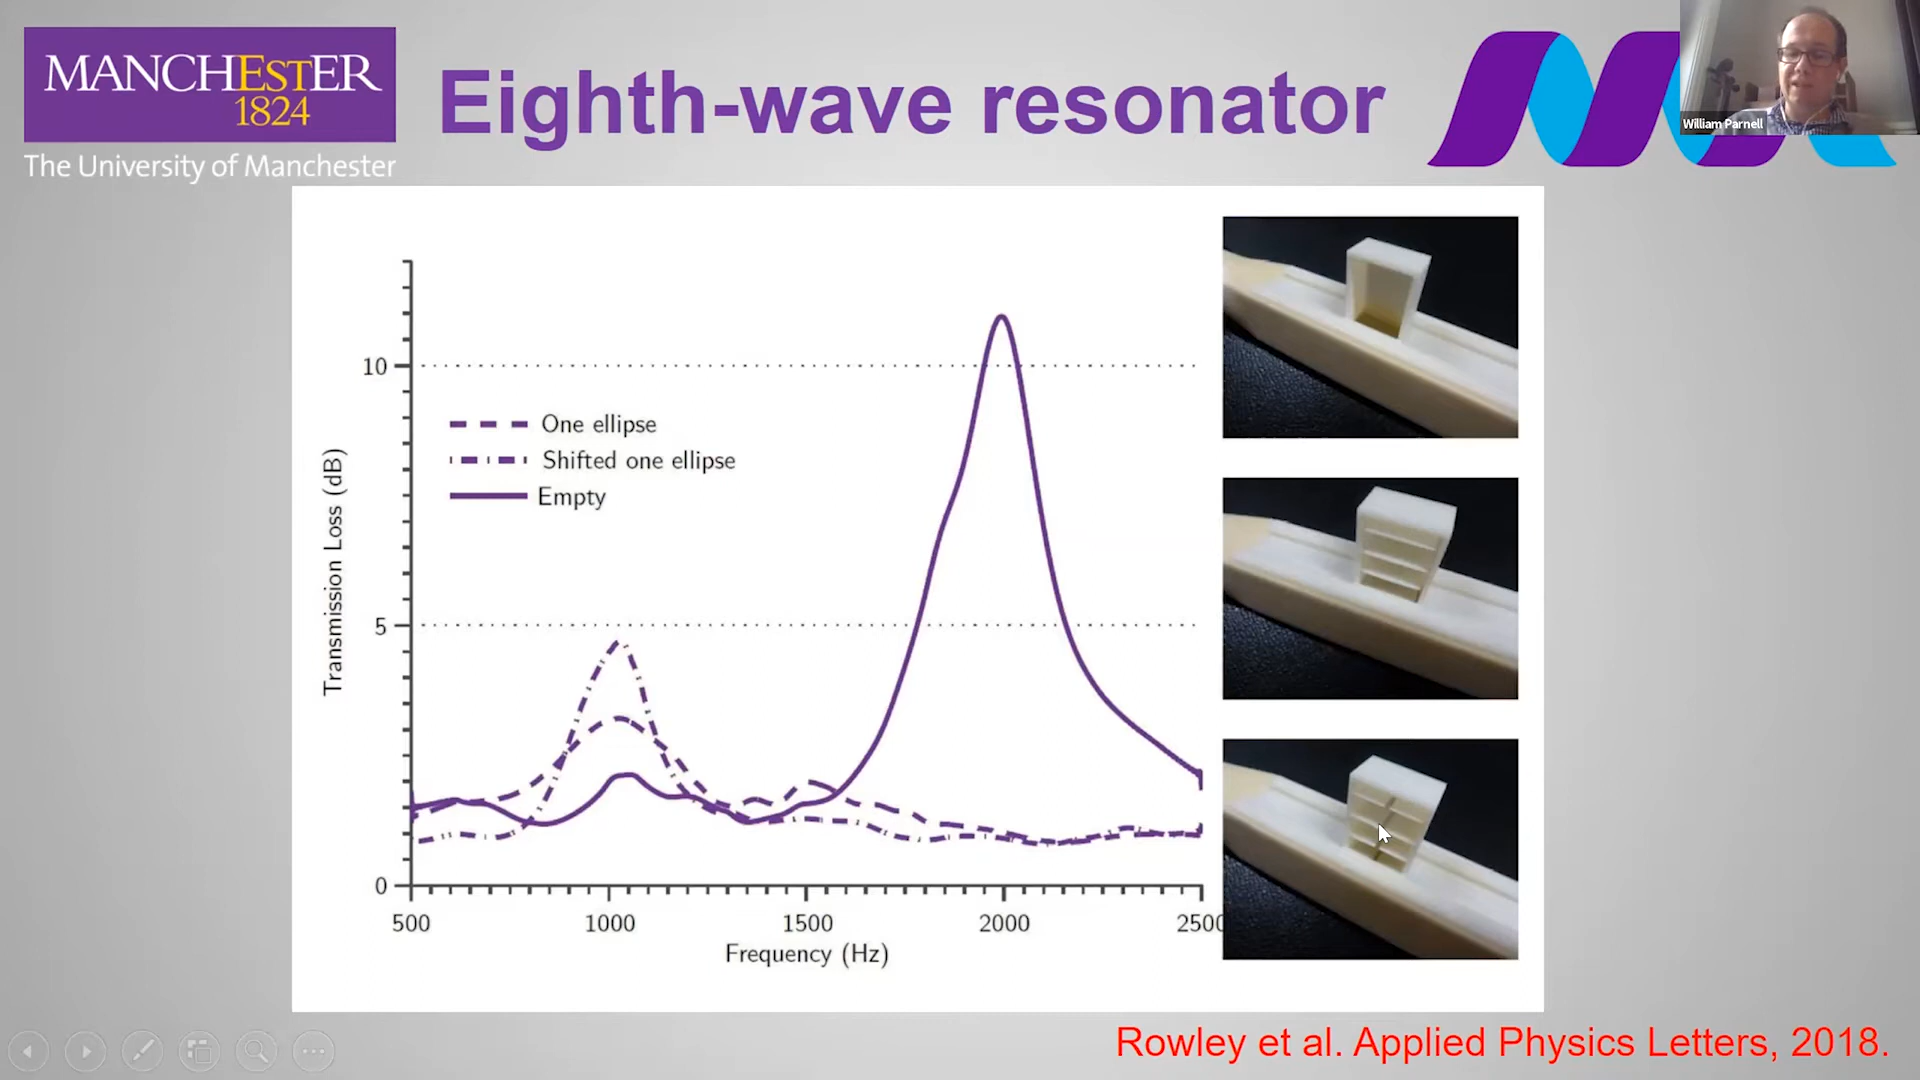 MANCHESTER
1824
The University of Manchester
Eighth-wave resonator
William Parnell
10
5
0
Transmission Loss (dB)
One ellipse
Shifted one ellipse
Empty
500
1000
1500
2000
2500
Frequency (Hz)
Rowley et al. Applied Physics Letters, 2018.